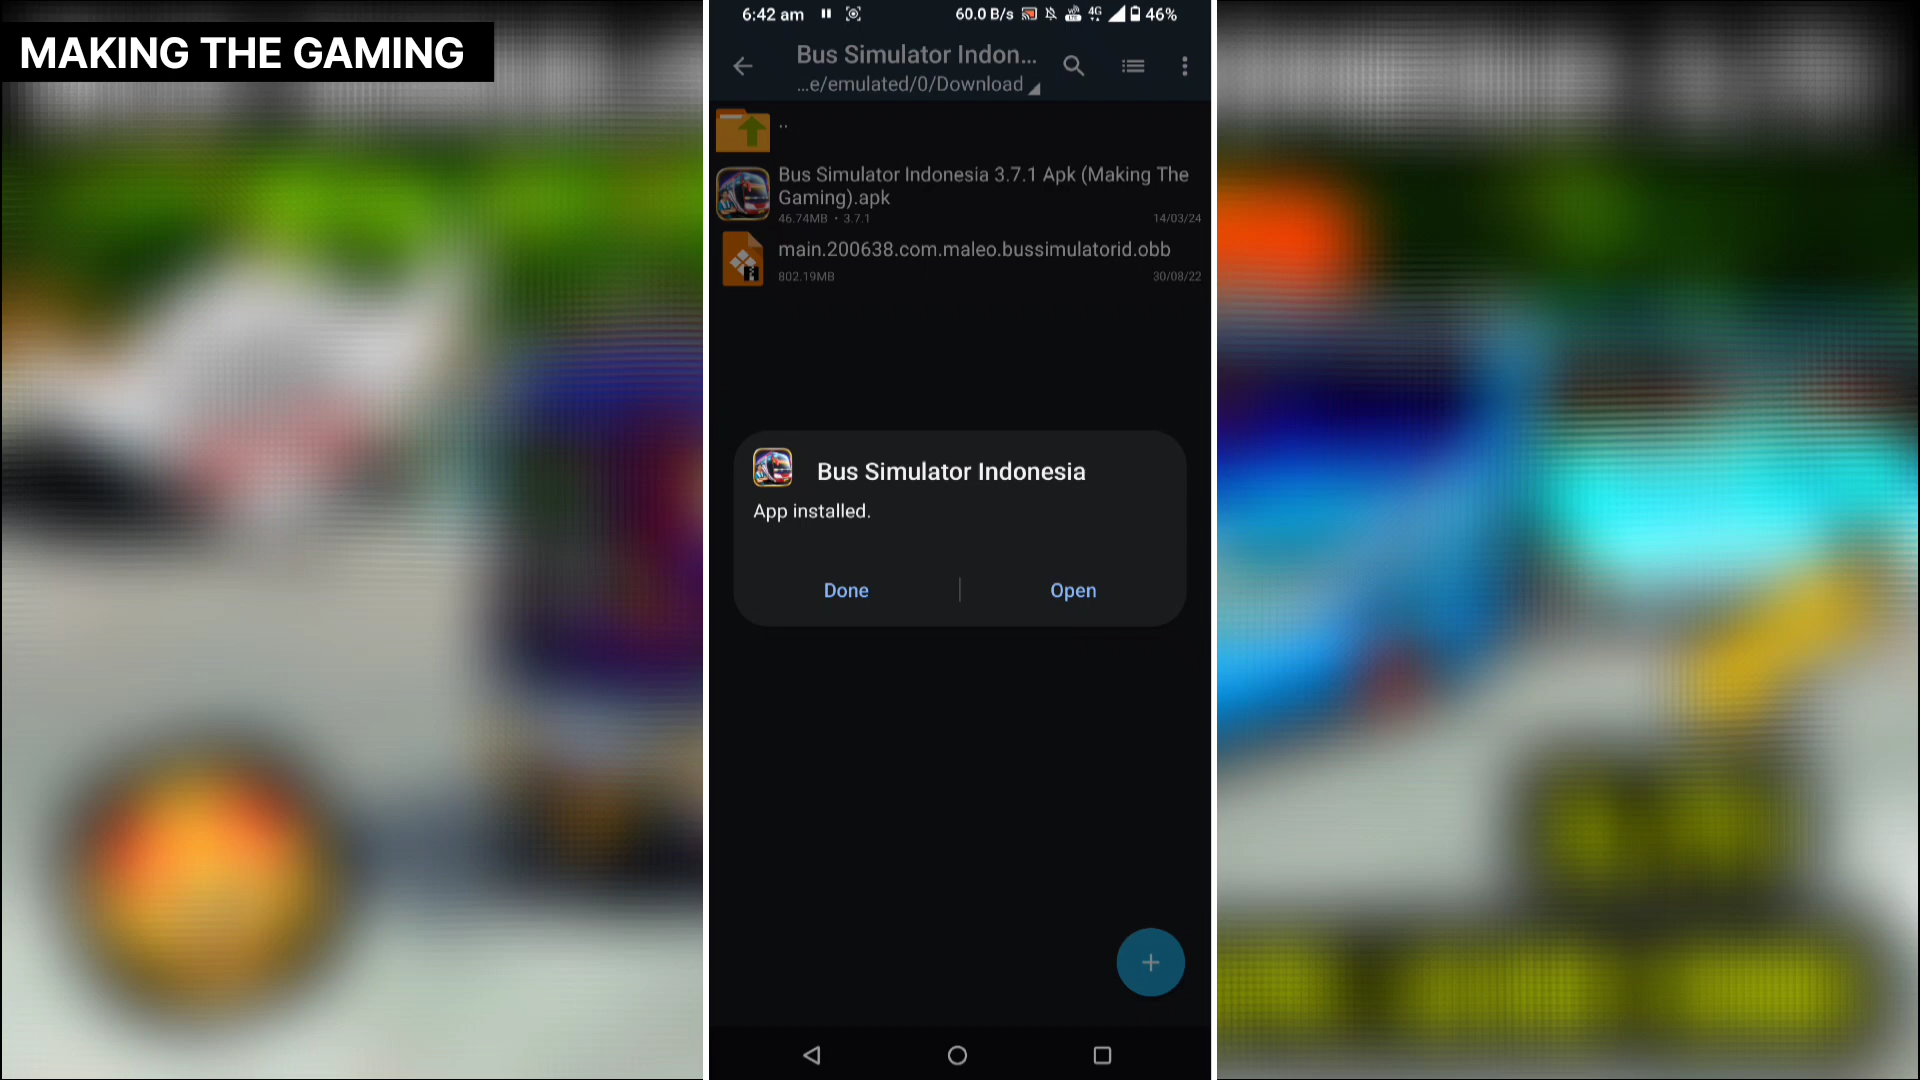 MAKING THE GAMING
6:42 am
60.0 B/s
4G
46%
Bus Simulator Indon...
...e/emulated/0/Download
..
Bus Simulator Indonesia 3.7.1 Apk (Making The
Gaming).apk
46.74MB • 3.7.1
14/03/24
main.200638.com.maleo.bussimulatorid.obb
802.19MB
30/08/22
Bus Simulator Indonesia
App installed.
Done
Open